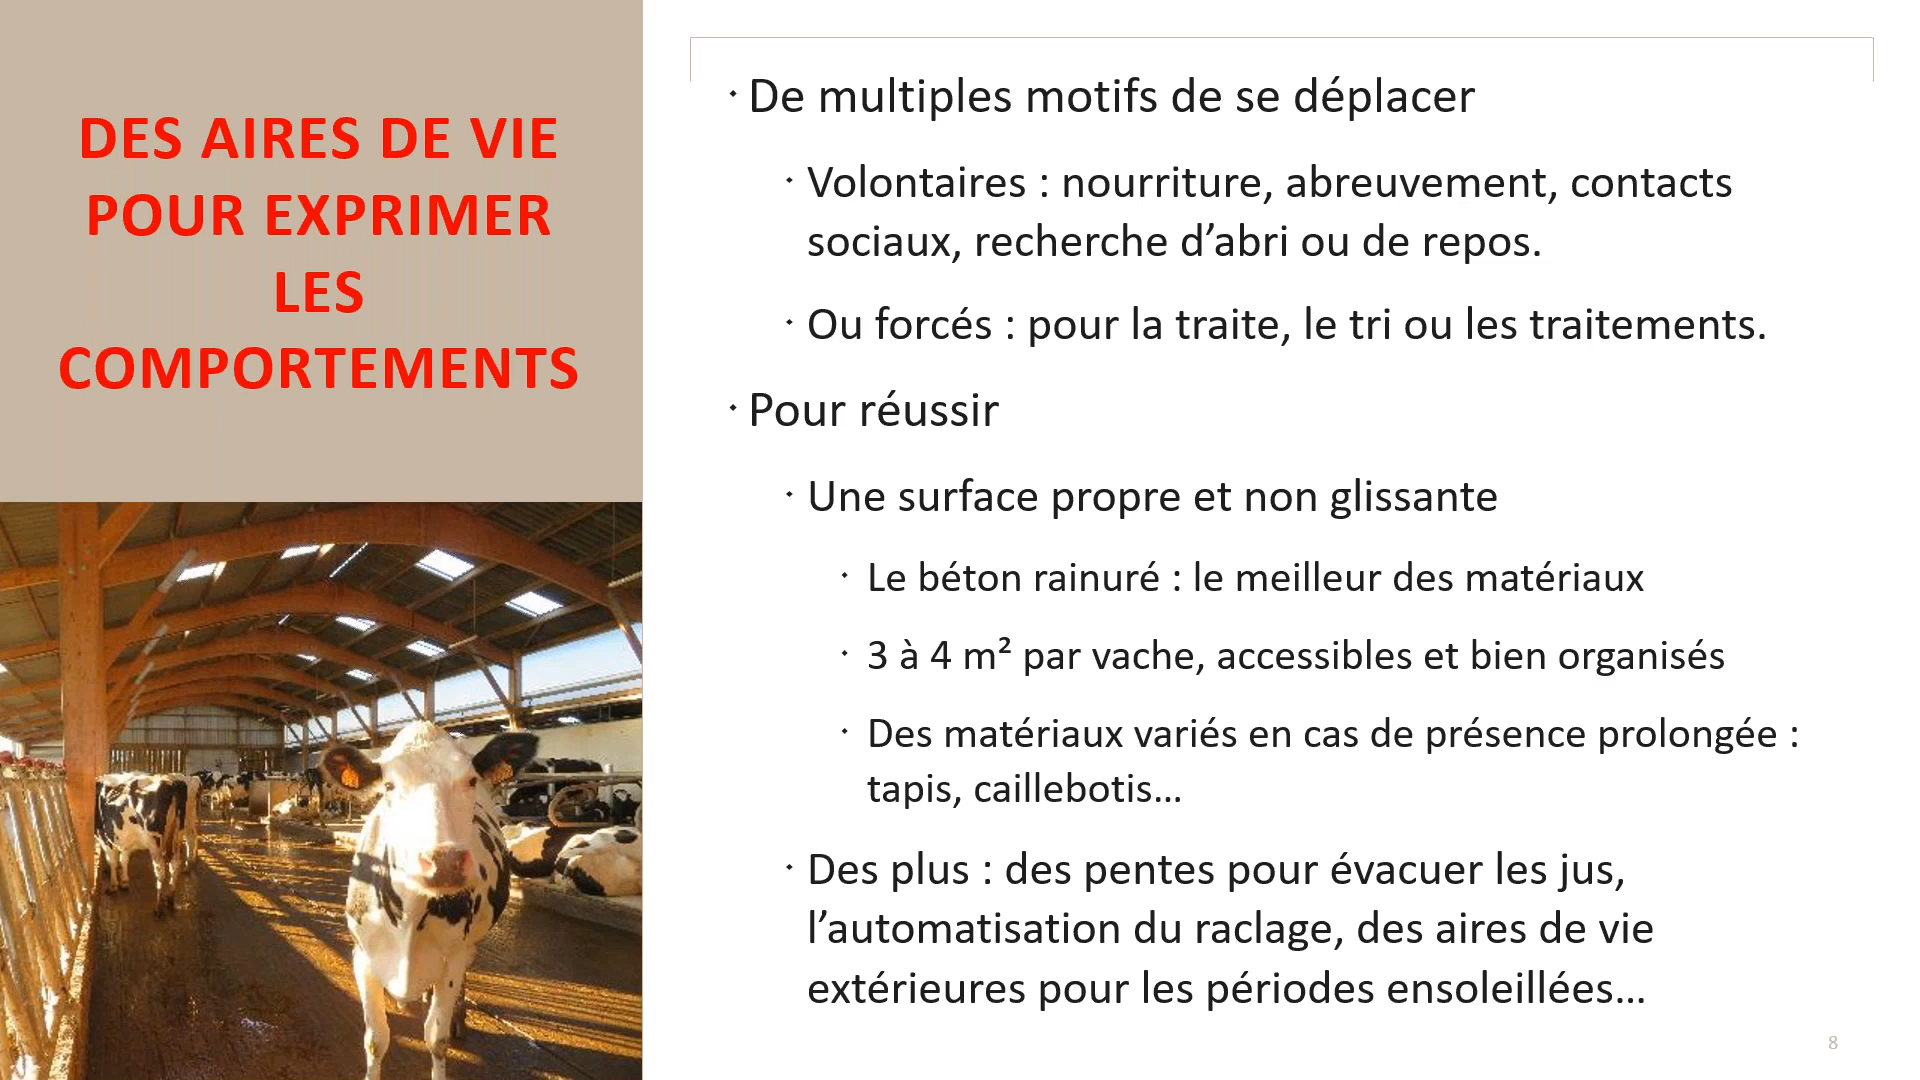 DES AIRES DE VIE
POUR EXPRIMER
LES
COMPORTEMENTS
· De multiples motifs de se déplacer
· Volontaires : nourriture, abreuvement, contacts
sociaux, recherche d’abri ou de repos.
· Ou forcés : pour la traite, le tri ou les traitements.
· Pour réussir
· Une surface propre et non glissante
· Le béton rainuré : le meilleur des matériaux
· 3 à 4 m² par vache, accessibles et bien organisés
· Des matériaux variés en cas de présence prolongée :
tapis, caillebotis…
· Des plus : des pentes pour évacuer les jus,
l’automatisation du raclage, des aires de vie
extérieures pour les périodes ensoleillées…
8